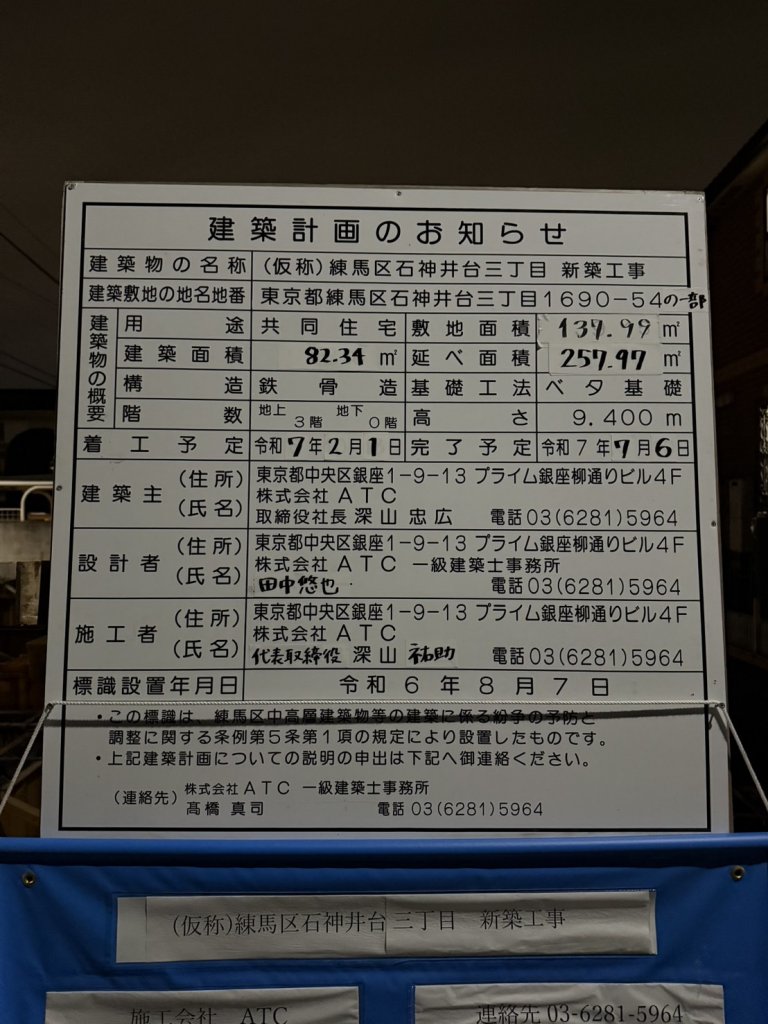 建築計画のお知らせ
建築物の名称 (仮称)練馬区石神井台三丁目 新築工事
建築敷地の地名地番 東京都練馬区石神井台三丁目1690-54の一部
建築物の概要
用途 共同住宅 敷地面積 137.99㎡
建築面積 82.34㎡ 延べ面積 257.97㎡
構造 鉄骨造 基礎工法 ベタ基礎
階数 地上3階 地下0階 高さ 9.400m
着工予定 令和7年2月1日 完了予定 令和7年7月6日
建築主 (住所) 東京都中央区銀座1-9-13 プライム銀座柳通りビル4F
株式会社ATC
(氏名) 取締役社長 深山 忠広 電話03(6281)5964
設計者 (住所) 東京都中央区銀座1-9-13 プライム銀座柳通りビル4F
株式会社ATC 一級建築士事務所
(氏名) 田中悠也 電話03(6281)5964
施工者 (住所) 東京都中央区銀座1-9-13 プライム銀座柳通りビル4F
株式会社ATC
(氏名) 代表取締役 深山 祐助 電話03(6281)5964
標識設置年月日 令和6年8月7日
・この標識は、練馬区中高層建築物等の建築に係る紛争の予防と
調整に関する条例第5条第1項の規定により設置したものです。
・上記建築計画についての説明の申出は下記へ御連絡ください。
(連絡先) 株式会社ATC 一級建築士事務所
髙橋 真司 電話 03(6281)5964
(仮称)練馬区石神井台三丁目 新築工事
施工会社 ATC
連絡先 03-6281-5964